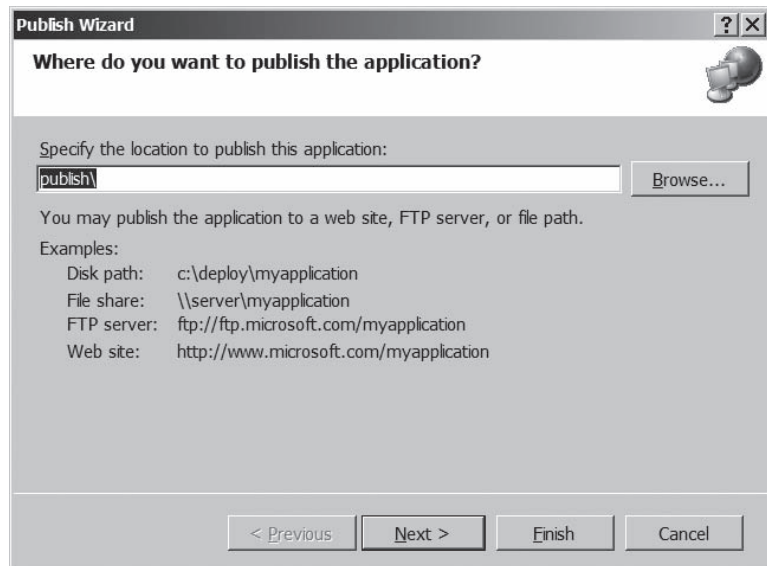 Publish Wizard
Where do you want to publish the application?
Specify the location to publish this application:
publish\
Browse...
You may publish the application to a web site, FTP server, or file path.
Examples:
Disk path: c:\deploy\myapplication
File share: \\server\myapplication
FTP server: ftp://ftp.microsoft.com/myapplication
Web site: http://www.microsoft.com/myapplication
< Previous Next > Finish Cancel